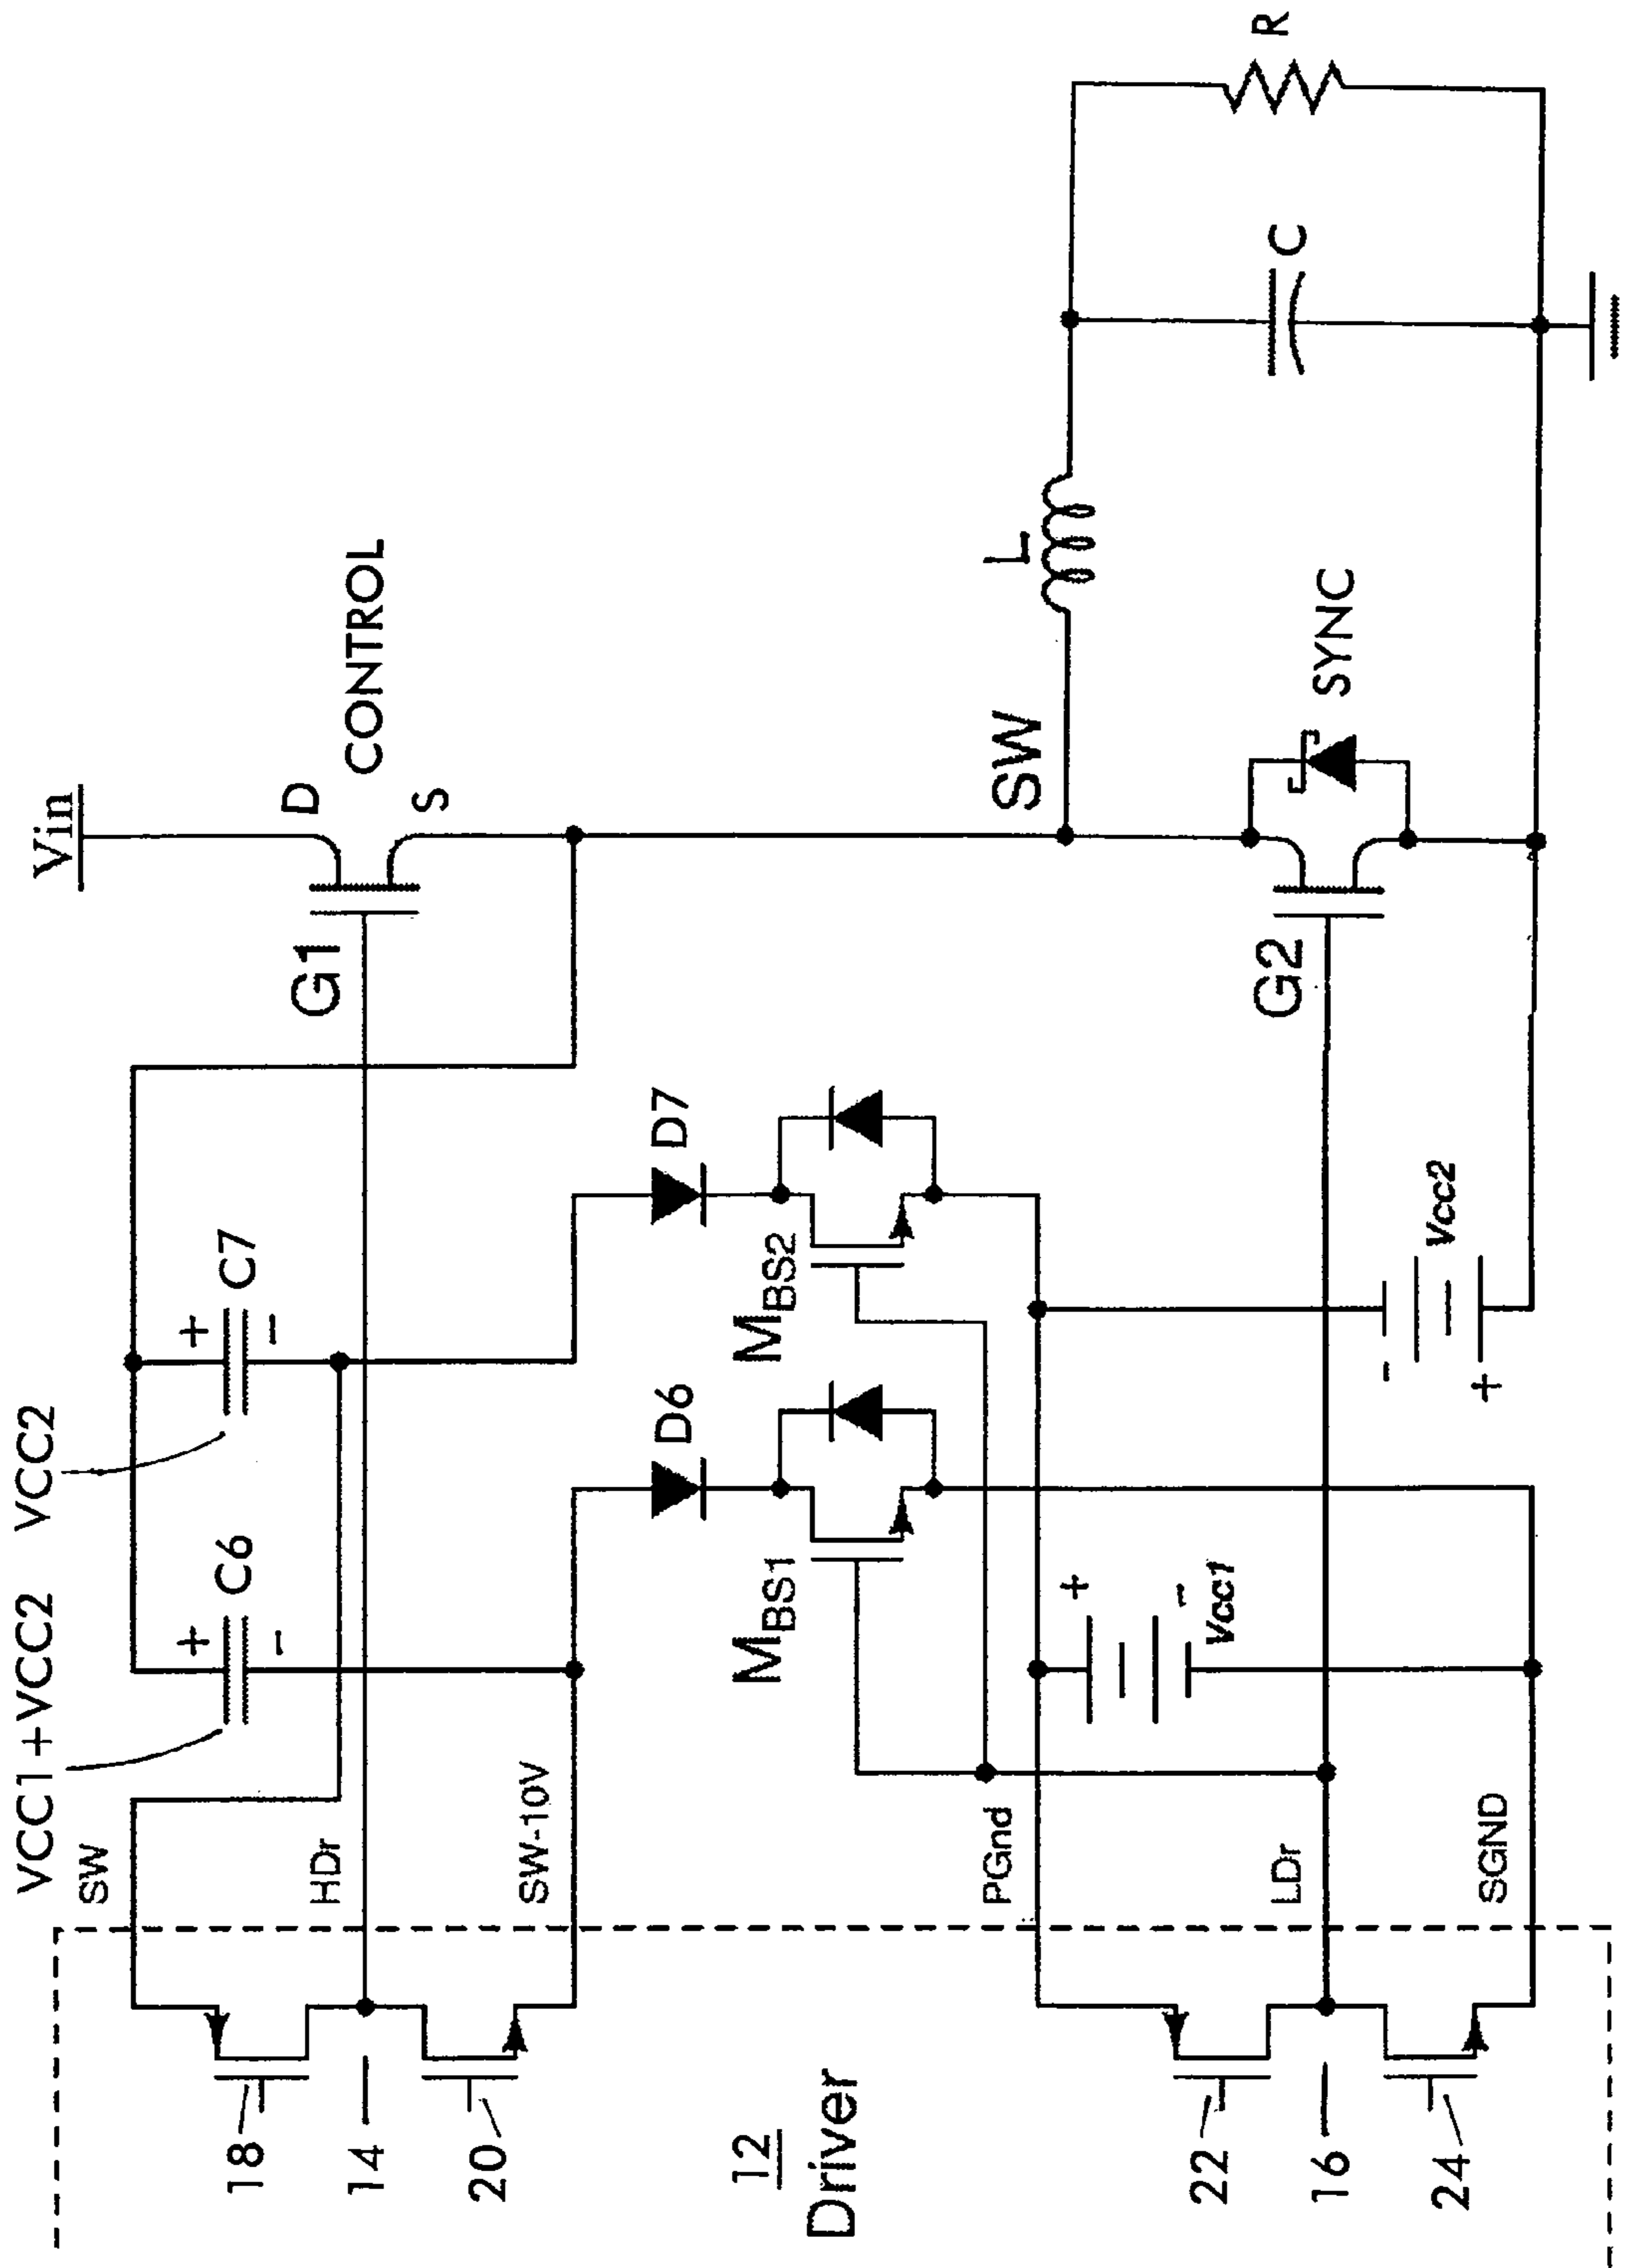 Vin
D
CONTROL
S
G1
VCC1+VCC2
VCC2
C6
+
-
C7
+
-
SW
HDr
SW-10V
18
14
20
D6
D7
MBS1
MBS2
12
Driver
SW
L
C
R
SYNC
G2
PGnd
LDr
SGND
+
-
Vcc1
-
+
Vcc2
22
16
24